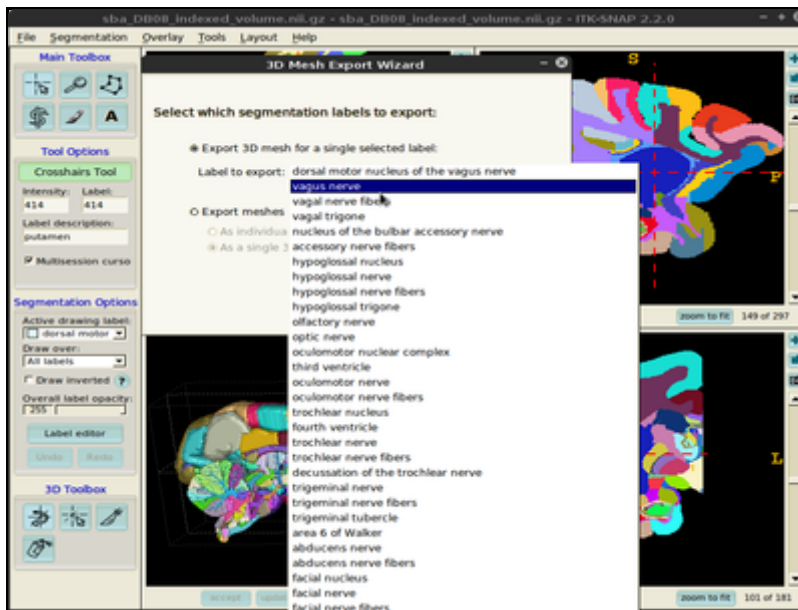 sba_DB08_indexed_volume.nii.gz - sba_DB08_indexed_volume.nii.gz - ITK-SNAP 2.2.0
File Segmentation Overlay Tools Layout Help
Main Toolbox
A
Tool Options
Crosshairs Tool
Intensity: Label:
414 414
Label description:
putamen
Multisession curso
Segmentation Options
Active drawing label:
dorsal motor
Draw over:
All labels
Draw inverted ?
Overall label opacity:
255
Label editor
Undo Redo
3D Toolbox
3D Mesh Export Wizard
Select which segmentation labels to export:
Export 3D mesh for a single selected label:
Label to export: dorsal motor nucleus of the vagus nerve
vagus nerve
vagal nerve fibers
vagal trigone
Export meshes
nucleus of the bulbar accessory nerve
As individua
accessory nerve fibers
As a single 3
hypoglossal nucleus
hypoglossal nerve
hypoglossal nerve fibers
hypoglossal trigone
olfactory nerve
optic nerve
oculomotor nuclear complex
third ventricle
oculomotor nerve
oculomotor nerve fibers
trochlear nucleus
fourth ventricle
trochlear nerve
trochlear nerve fibers
decussation of the trochlear nerve
trigeminal nerve
trigeminal nerve fibers
trigeminal tubercle
area 6 of Walker
abducens nerve
abducens nerve fibers
facial nucleus
facial nerve
facial nerve fibers
accept
S
P
zoom to fit 149 of 297
L
zoom to fit 101 of 181